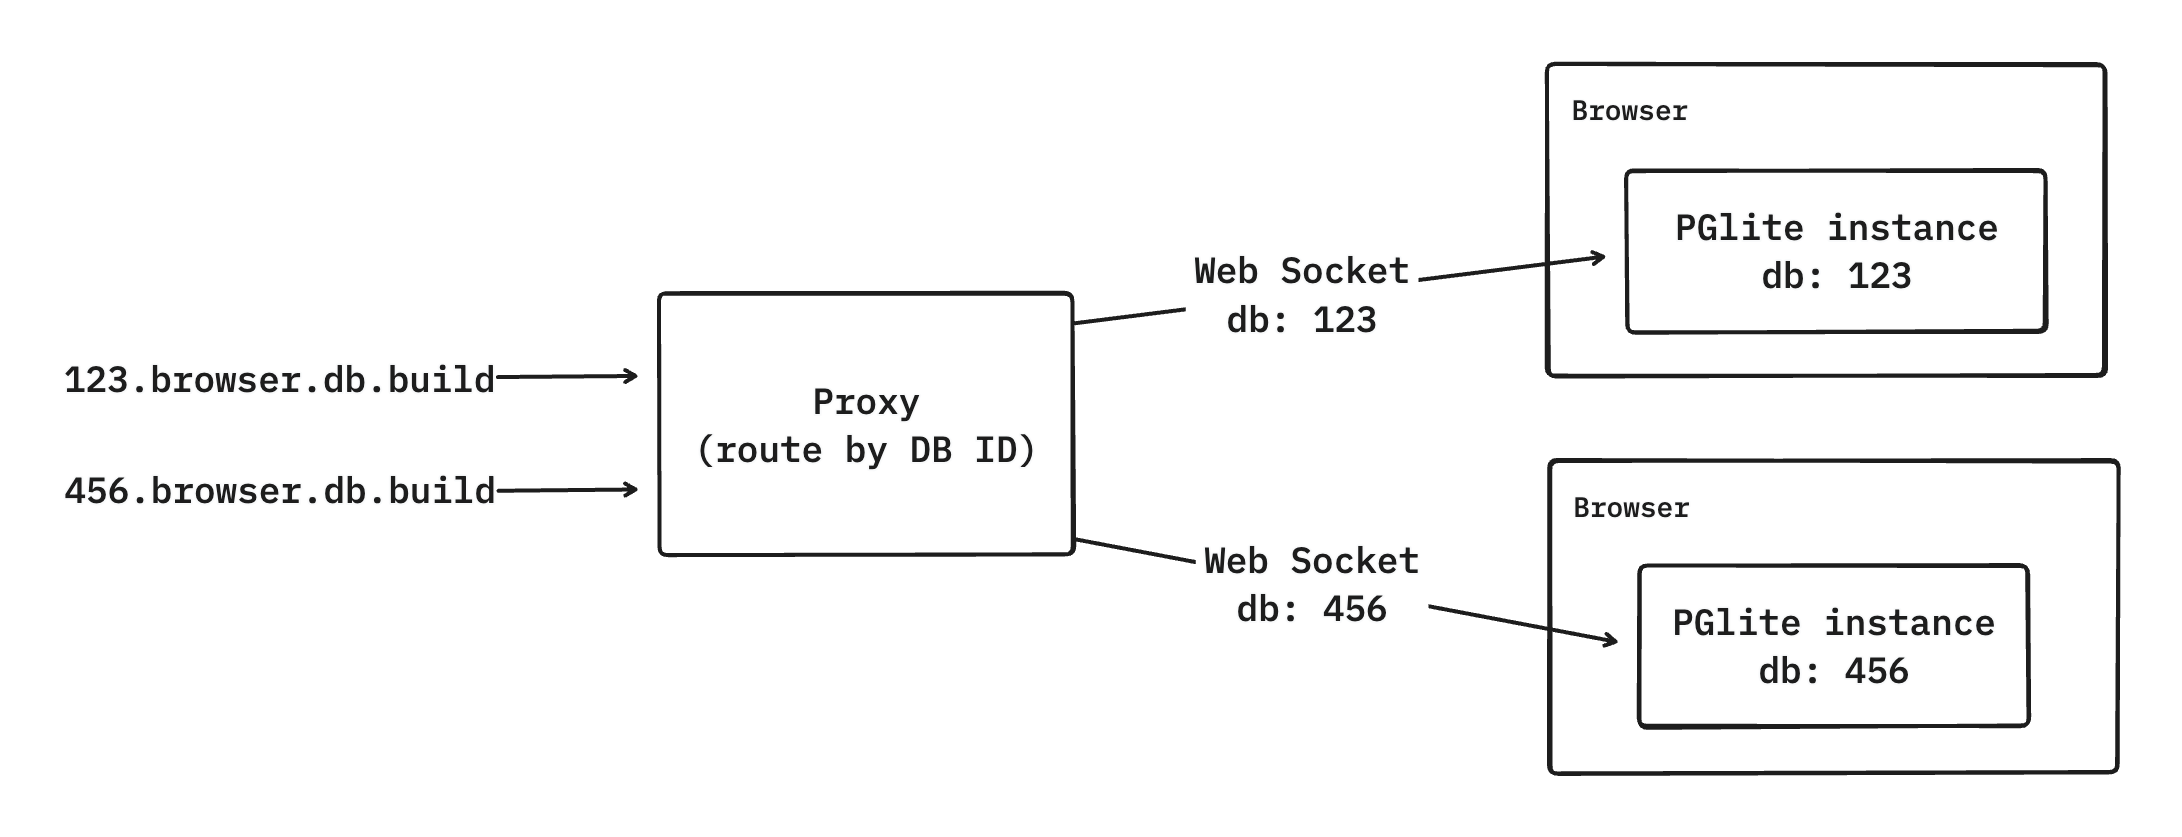 123.browser.db.build
456.browser.db.build
Proxy
(route by DB ID)
Web Socket
db: 123
Browser
PGlite instance
db: 123
Web Socket
db: 456
Browser
PGlite instance
db: 456